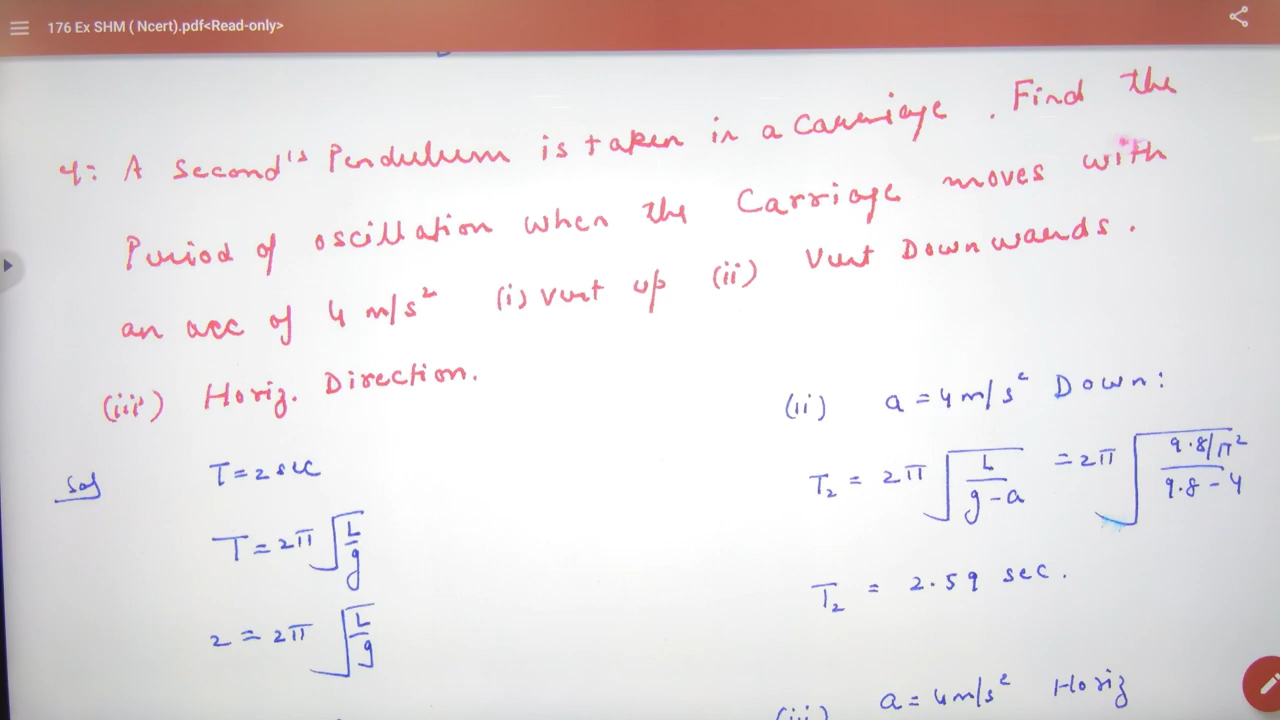 176 Ex SHM ( Ncert).pdf<Read-only>
4: A Second's Pendulum is taken in a Carriage. Find the
Period of oscillation when the Carriage moves with
an acc of 4 m/s² (i) Vert up (ii) Vert Downwards.
(iii) Horiz. Direction.
Sol T = 2 sec
T = 2π √(L/g)
2 = 2π √(L/g)
(ii) a = 4 m/s² Down:
T₂ = 2π √(L/(g-a)) = 2π √((9.8/π²)/(9.8-4))
T₂ = 2.59 sec.
(iii) a = 4 m/s² Horiz